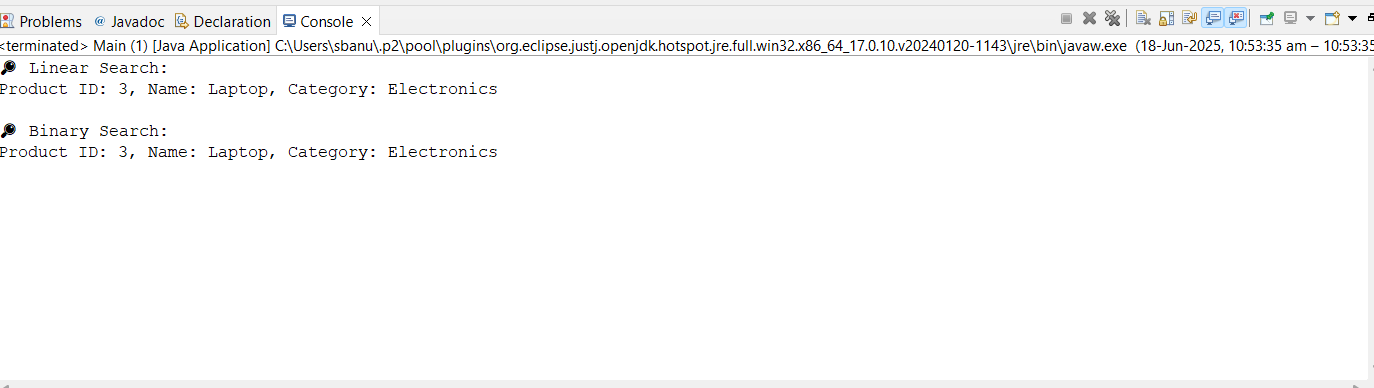 Problems @ Javadoc Declaration Console
<terminated> Main (1) [Java Application] C:\Users\sbanu\.p2\pool\plugins\org.eclipse.justj.openjdk.hotspot.jre.full.win32.x86_64_17.0.10.v20240120-1143\jre\bin\javaw.exe (18-Jun-2025, 10:53:35 am – 10:53:35
🔎 Linear Search:
Product ID: 3, Name: Laptop, Category: Electronics
🔎 Binary Search:
Product ID: 3, Name: Laptop, Category: Electronics